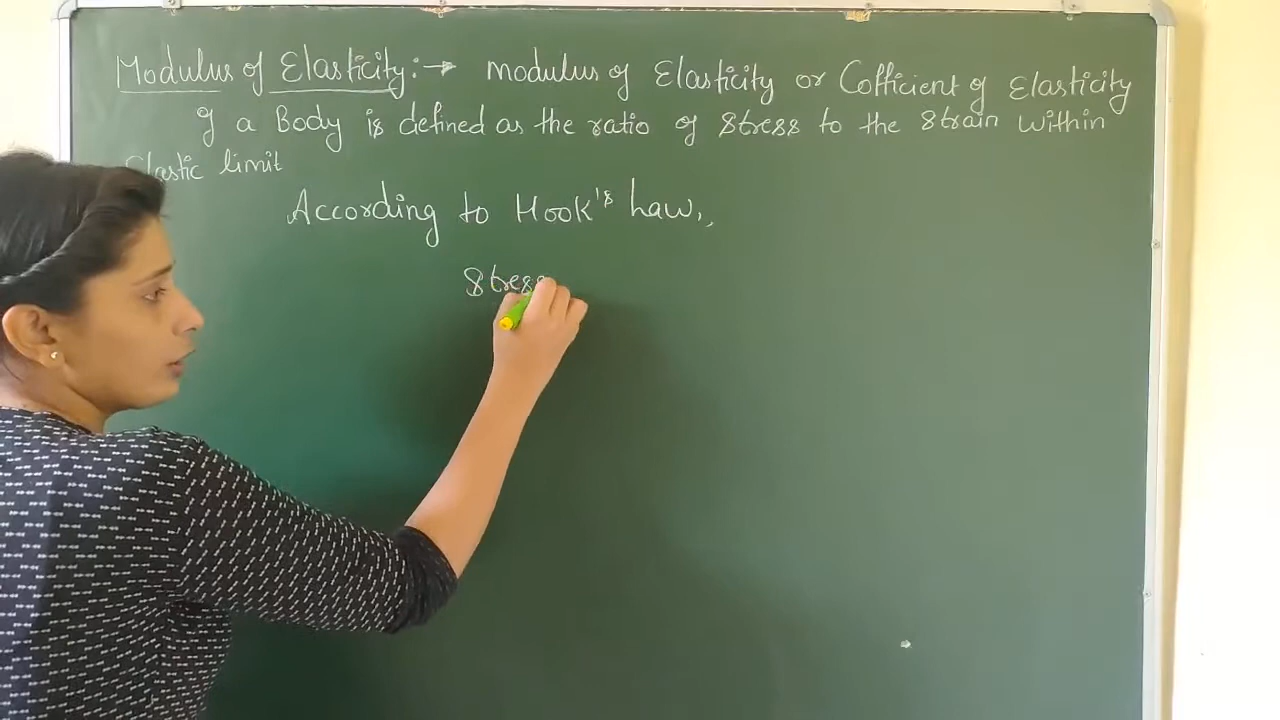 Modulus of Elasticity:→ modulus of Elasticity or Cofficient of Elasticity
of a Body is defined as the ratio of stress to the strain within
Elastic limit
According to Hook's Law,,
Stress